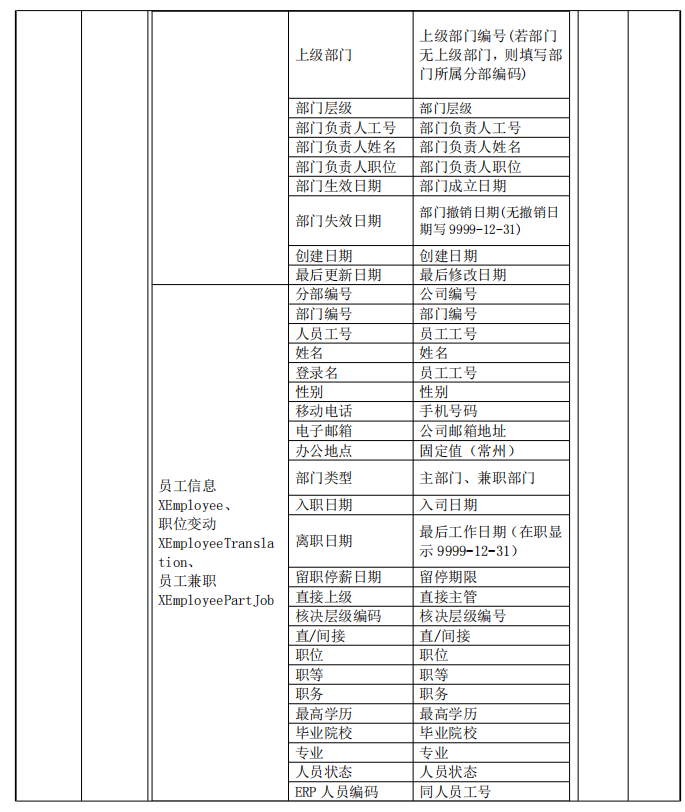 上级部门编号(若部门
上级部门 无上级部门，则填写部
门所属分部编码)
部门层级 部门层级
部门负责人工号 部门负责人工号
部门负责人姓名 部门负责人姓名
部门负责人职位 部门负责人职位
部门生效日期 部门成立日期
部门失效日期 部门撤销日期(无撤销日
期写 9999-12-31)
创建日期 创建日期
最后更新日期 最后修改日期
员工信息
XEmployee、
职位变动
XEmployeeTransla
tion、
员工兼职
XEmployeePartJob
分部编号 公司编号
部门编号 部门编号
人员工号 员工工号
姓名 姓名
登录名 员工工号
性别 性别
移动电话 手机号码
电子邮箱 公司邮箱地址
办公地点 固定值（常州）
部门类型 主部门、兼职部门
入职日期 入司日期
离职日期 最后工作日期（在职显
示 9999-12-31）
留职停薪日期 留停期限
直接上级 直接主管
核决层级编码 核决层级编号
直/间接 直/间接
职位 职位
职等 职等
职务 职务
最高学历 最高学历
毕业院校 毕业院校
专业 专业
人员状态 人员状态
ERP 人员编码 同人员工号